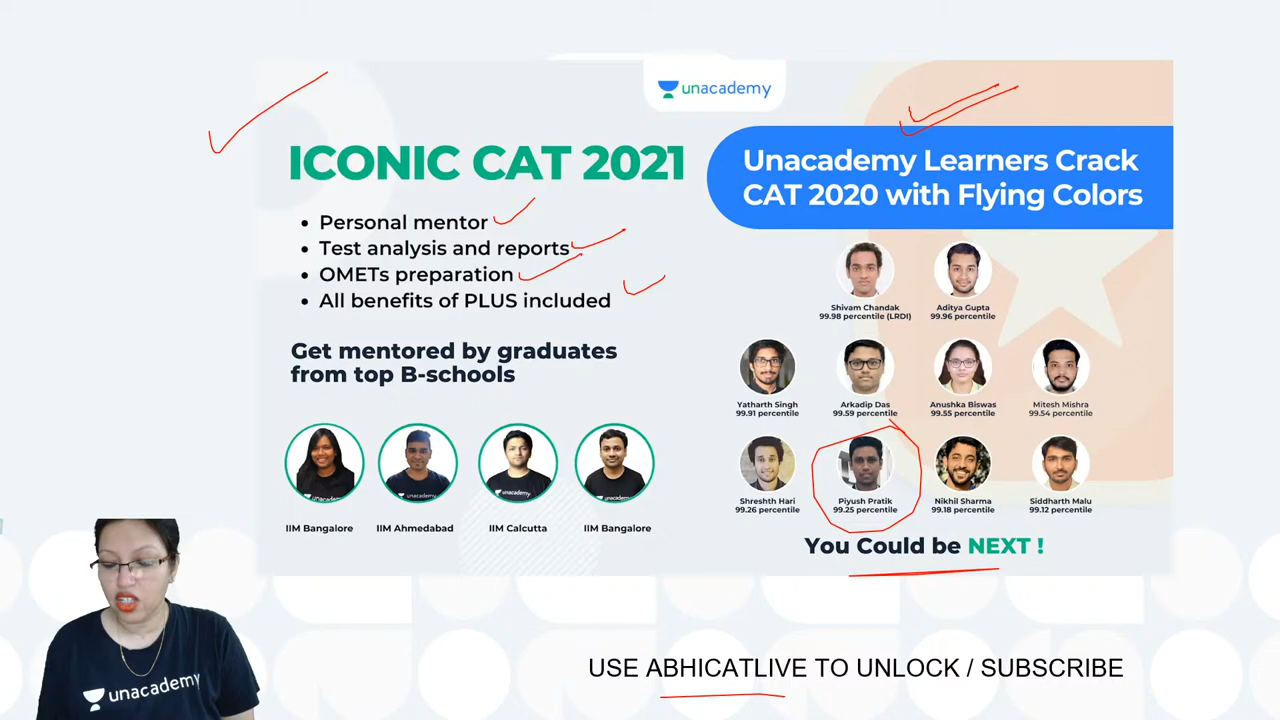 unacademy
ICONIC CAT 2021
• Personal mentor
• Test analysis and reports
• OMETs preparation
• All benefits of PLUS included
Get mentored by graduates
from top B-schools
unacademy
unacademy
unacademy
unacademy
IIM Bangalore
IIM Ahmedabad
IIM Calcutta
IIM Bangalore
Unacademy Learners Crack
CAT 2020 with Flying Colors
Shivam Chandak
99.98 percentile (LRDI)
Aditya Gupta
99.96 percentile
Yatharth Singh
99.91 percentile
Arkadip Das
99.59 percentile
Anushka Biswas
99.55 percentile
Mitesh Mishra
99.54 percentile
Shreshth Hari
99.26 percentile
Piyush Pratik
99.25 percentile
Nikhil Sharma
99.18 percentile
Siddharth Malu
99.12 percentile
You Could be NEXT !
unacademy
USE ABHICATLIVE TO UNLOCK / SUBSCRIBE